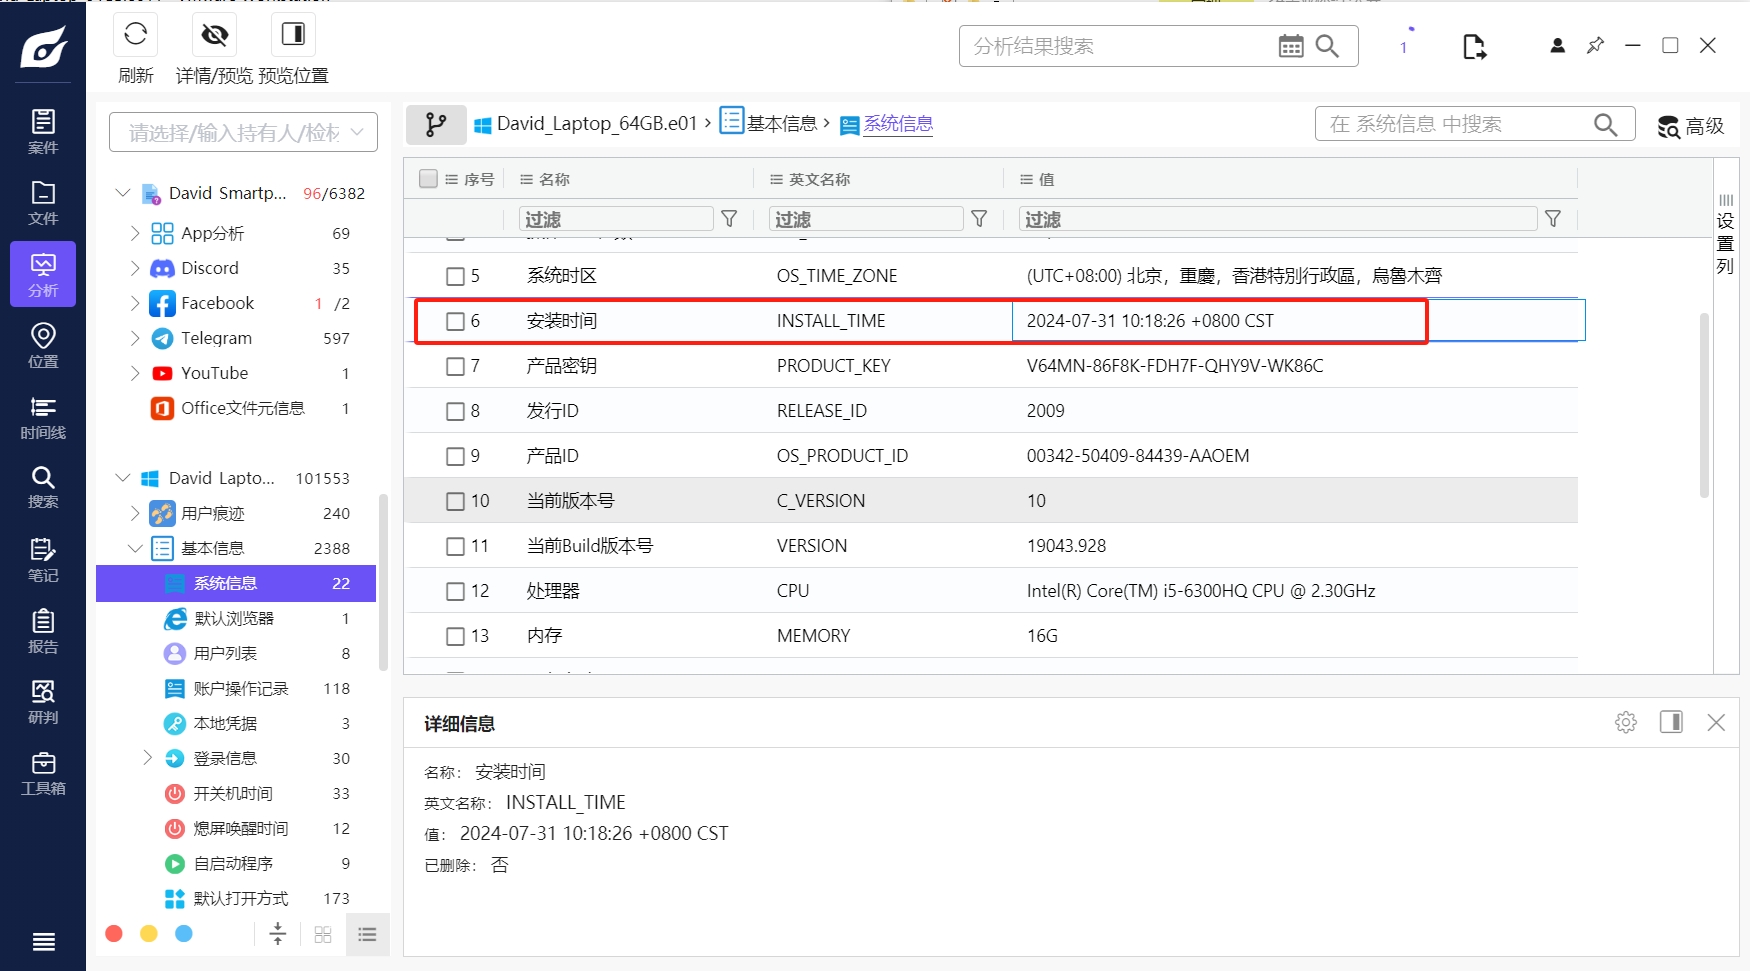 刷新
详情/预览
预览位置
分析结果搜索
1
案件
文件
分析
位置
时间线
搜索
笔记
报告
研判
工具箱
请选择/输入持有人/检材
David Smartp... 96/6382
App分析 69
Discord 35
Facebook 1 /2
Telegram 597
YouTube 1
Office文件元信息 1
David Lapto... 101553
用户痕迹 240
基本信息 2388
系统信息 22
默认浏览器 1
用户列表 8
账户操作记录 118
本地凭据 3
登录信息 30
开关机时间 33
熄屏唤醒时间 12
自启动程序 9
默认打开方式 173
David_Laptop_64GB.e01 › 基本信息 › 系统信息
在 系统信息 中搜索
高级
序号 名称 英文名称 值
过滤 过滤 过滤
5 系统时区 OS_TIME_ZONE (UTC+08:00) 北京，重慶，香港特別行政區，烏魯木齊
6 安装时间 INSTALL_TIME 2024-07-31 10:18:26 +0800 CST
7 产品密钥 PRODUCT_KEY V64MN-86F8K-FDH7F-QHY9V-WK86C
8 发行ID RELEASE_ID 2009
9 产品ID OS_PRODUCT_ID 00342-50409-84439-AAOEM
10 当前版本号 C_VERSION 10
11 当前Build版本号 VERSION 19043.928
12 处理器 CPU Intel(R) Core(TM) i5-6300HQ CPU @ 2.30GHz
13 内存 MEMORY 16G
设置列
详细信息
名称： 安装时间
英文名称： INSTALL_TIME
值： 2024-07-31 10:18:26 +0800 CST
已删除： 否